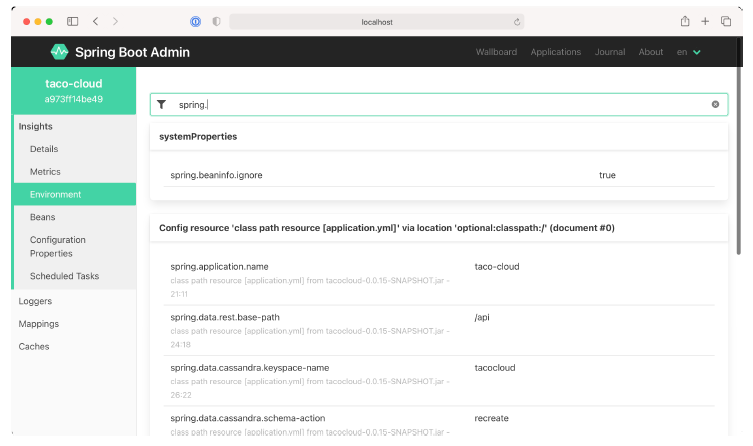 localhost
Spring Boot Admin
Wallboard Applications Journal About en
taco-cloud
a973ff14be49
Insights
Details
Metrics
Environment
Beans
Configuration
Properties
Scheduled Tasks
Loggers
Mappings
Caches
spring.
systemProperties
spring.beaninfo.ignore true
Config resource 'class path resource [application.yml]' via location 'optional:classpath:/' (document #0)
spring.application.name taco-cloud
class path resource [application.yml] from tacocloud-0.0.15-SNAPSHOT.jar -
21:11
spring.data.rest.base-path /api
class path resource [application.yml] from tacocloud-0.0.15-SNAPSHOT.jar -
24:18
spring.data.cassandra.keyspace-name tacocloud
class path resource [application.yml] from tacocloud-0.0.15-SNAPSHOT.jar -
26:22
spring.data.cassandra.schema-action recreate
class path resource [application.yml] from tacocloud-0.0.15-SNAPSHOT.jar -